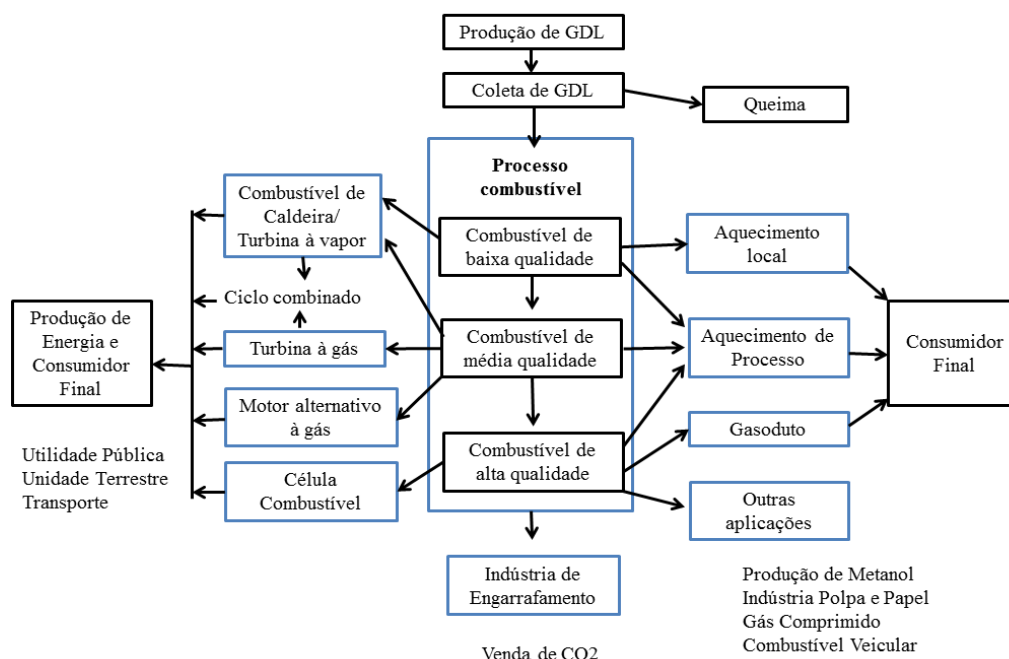 Produção de GDL
Coleta de GDL
Queima
Processo
combustível
Combustível de
Caldeira/
Turbina à vapor
Combustível de
baixa qualidade
Aquecimento
local
Ciclo combinado
Produção de
Energia e
Consumidor
Final
Turbina à gás
Combustível de
média qualidade
Aquecimento de
Processo
Consumidor
Final
Motor alternativo
à gás
Gasoduto
Utilidade Pública
Unidade Terrestre
Transporte
Célula
Combustível
Combustível de
alta qualidade
Outras
aplicações
Indústria de
Engarrafamento
Produção de Metanol
Indústria Polpa e Papel
Gás Comprimido
Combustível Veicular
Venda de CO2